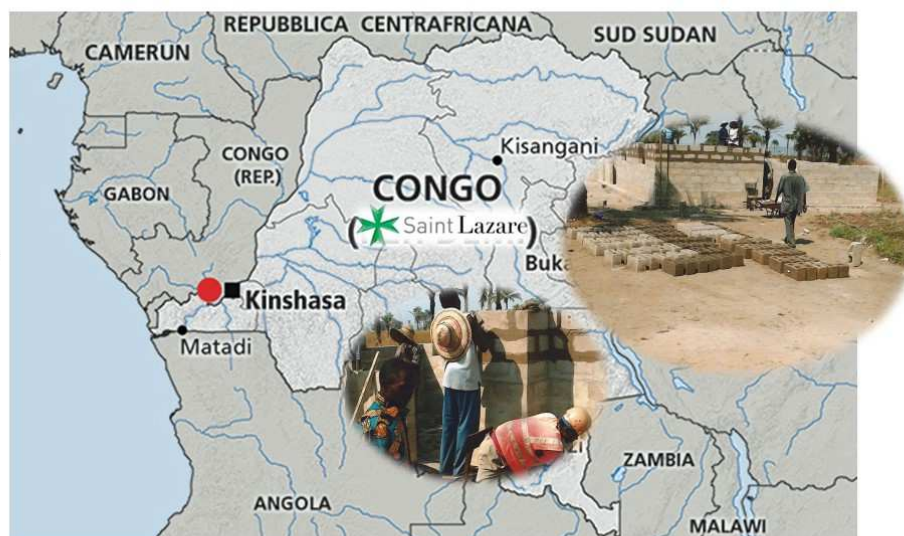 REPUBBLICA CENTRAFRICANA
SUD SUDAN
CAMERUN
CONGO
(REP.)
Kisangani
GABON
CONGO
(Saint Lazare)
Kinshasa
Matadi
ZAMBIA
ANGOLA
MALAWI